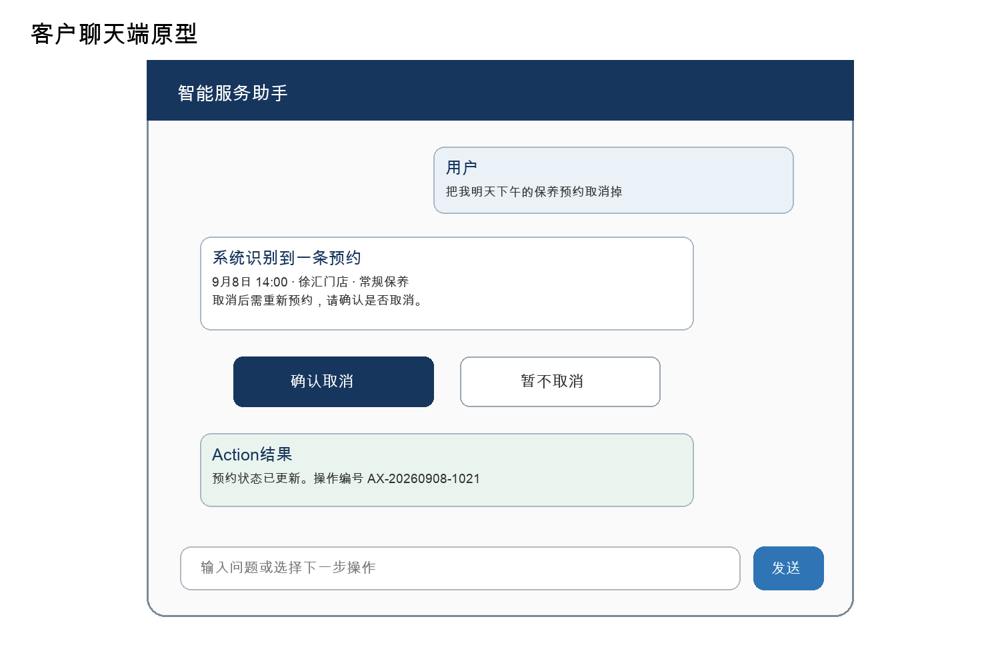 客户聊天端原型
智能服务助手
用户
把我明天下午的保养预约取消掉
系统识别到一条预约
9月8日 14:00 · 徐汇门店 · 常规保养
取消后需重新预约，请确认是否取消。
确认取消
暂不取消
Action结果
预约状态已更新。操作编号 AX-20260908-1021
输入问题或选择下一步操作
发送